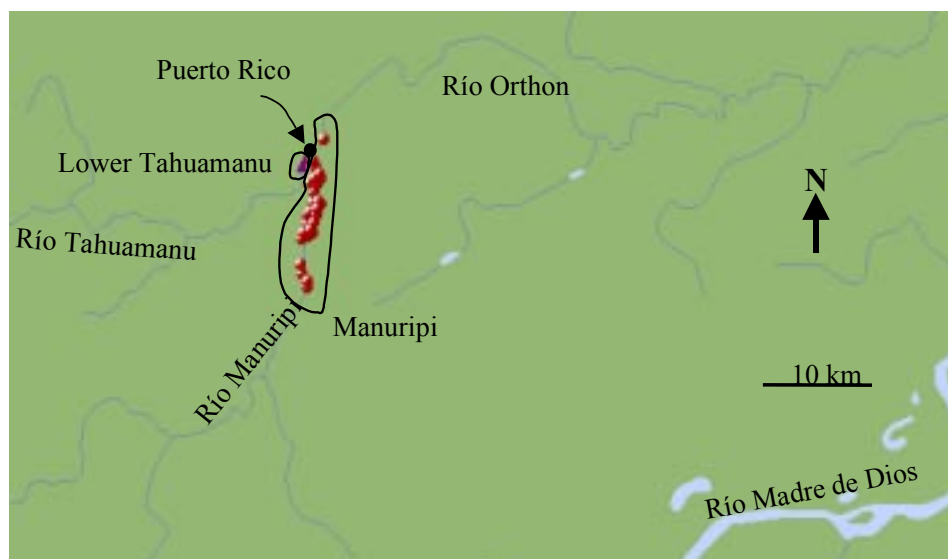 Puerto Rico
Río Orthon
Lower Tahuamanu
N
Río Tahuamanu
Manuripi
Río Manuripi
10 km
Río Madre de Dios